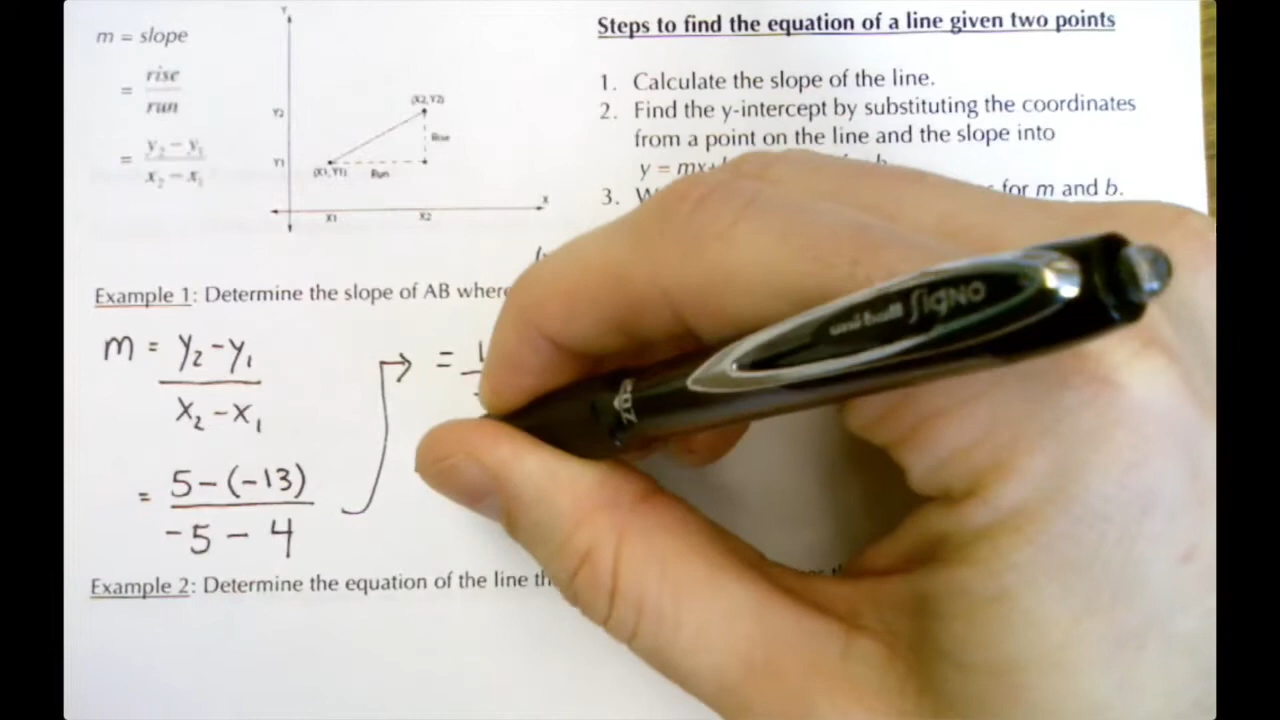 m = slope
= rise
run
= y₂ − y₁
x₂ − x₁
Y
Y2
Y1
(X2, Y2)
Rise
(X1, Y1) Run
X
X1 X2
Steps to find the equation of a line given two points
1. Calculate the slope of the line.
2. Find the y-intercept by substituting the coordinates
from a point on the line and the slope into
y = mx+
b
3.
for m and b.
Example 1: Determine the slope of AB where
m = y₂ - y₁
x₂ - x₁
= 5 - (-13)
-5 - 4
=
uni-ball SigNO
Example 2: Determine the equation of the line